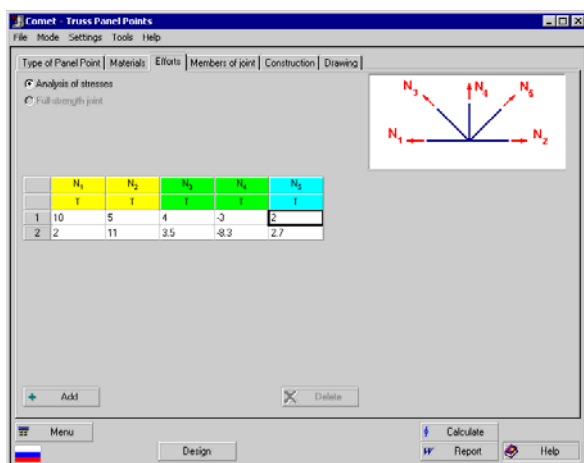 Comet - Truss Panel Points
File Mode Settings Tools Help
Type of Panel Point Materials Efforts Members of joint Construction Drawing
Analysis of stresses
Full-strength joint
N3 N4 N5
N1 N2
N1 N2 N3 N4 N5
T T T T T
1 10 5 4 -3 2
2 2 11 3.5 -8.3 2.7
Add Delete
Menu Calculate
Design Report Help